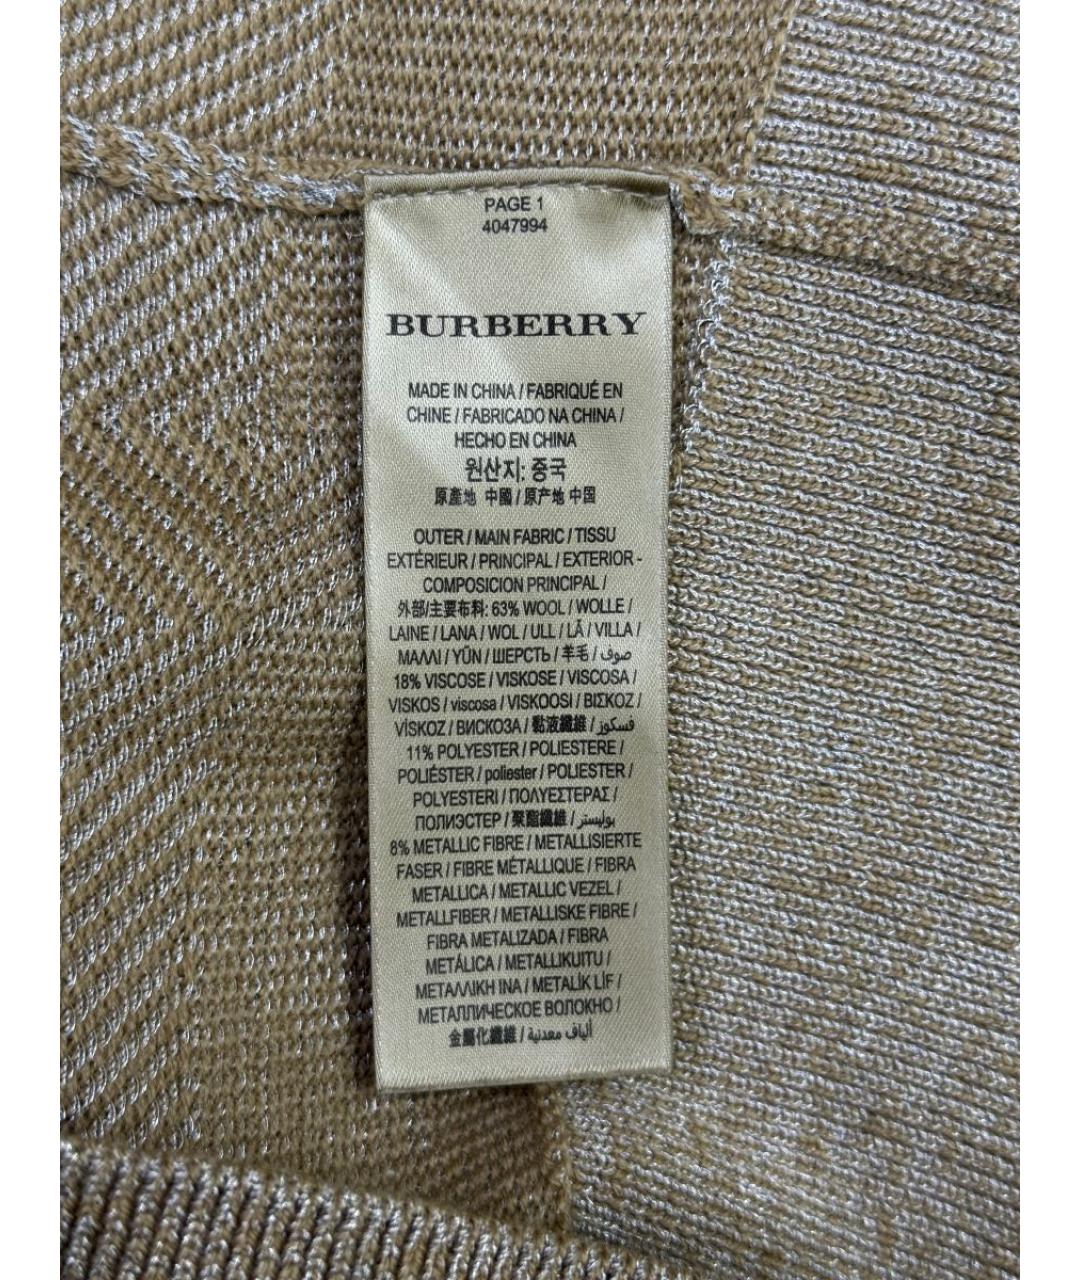 PAGE 1
4047994
BURBERRY
MADE IN CHINA / FABRIQUÉ EN
CHINE / FABRICADO NA CHINA /
HECHO EN CHINA
원산지: 중국
原產地 中國 / 原产地 中国
OUTER / MAIN FABRIC / TISSU
EXTÉRIEUR / PRINCIPAL / EXTERIOR -
COMPOSICION PRINCIPAL /
外部/主要布料: 63% WOOL / WOLLE /
LAINE / LANA / WOL / ULL / LÃ / VILLA /
ΜΑΛΛΙ / YÜN / ШЕРСТЬ / 羊毛 / صوف /
18% VISCOSE / VISKOSE / VISCOSA /
VISKOS / viscosa / VISKOOSI / ΒΙΣΚΟΖ /
VİSKOZ / ВИСКОЗА / 黏液纖維 / فسكوز /
11% POLYESTER / POLIESTERE /
POLIÉSTER / poliester / POLIESTER /
POLYESTERI / ΠΟΛΥΕΣΤΕΡΑΣ /
ПОЛИЭСТЕР / 聚酯纖維 / بوليستر /
8% METALLIC FIBRE / METALLISIERTE
FASER / FIBRE MÉTALLIQUE / FIBRA
METALLICA / METALLIC VEZEL /
METALLFIBER / METALLISKE FIBRE /
FIBRA METALIZADA / FIBRA
METÁLICA / METALLIKUITU /
ΜΕΤΑΛΛΙΚΗ ΙΝΑ / METALİK LİF /
МЕТАЛЛИЧЕСКОЕ ВОЛОКНО /
金屬化纖維 / ألياف معدنية /